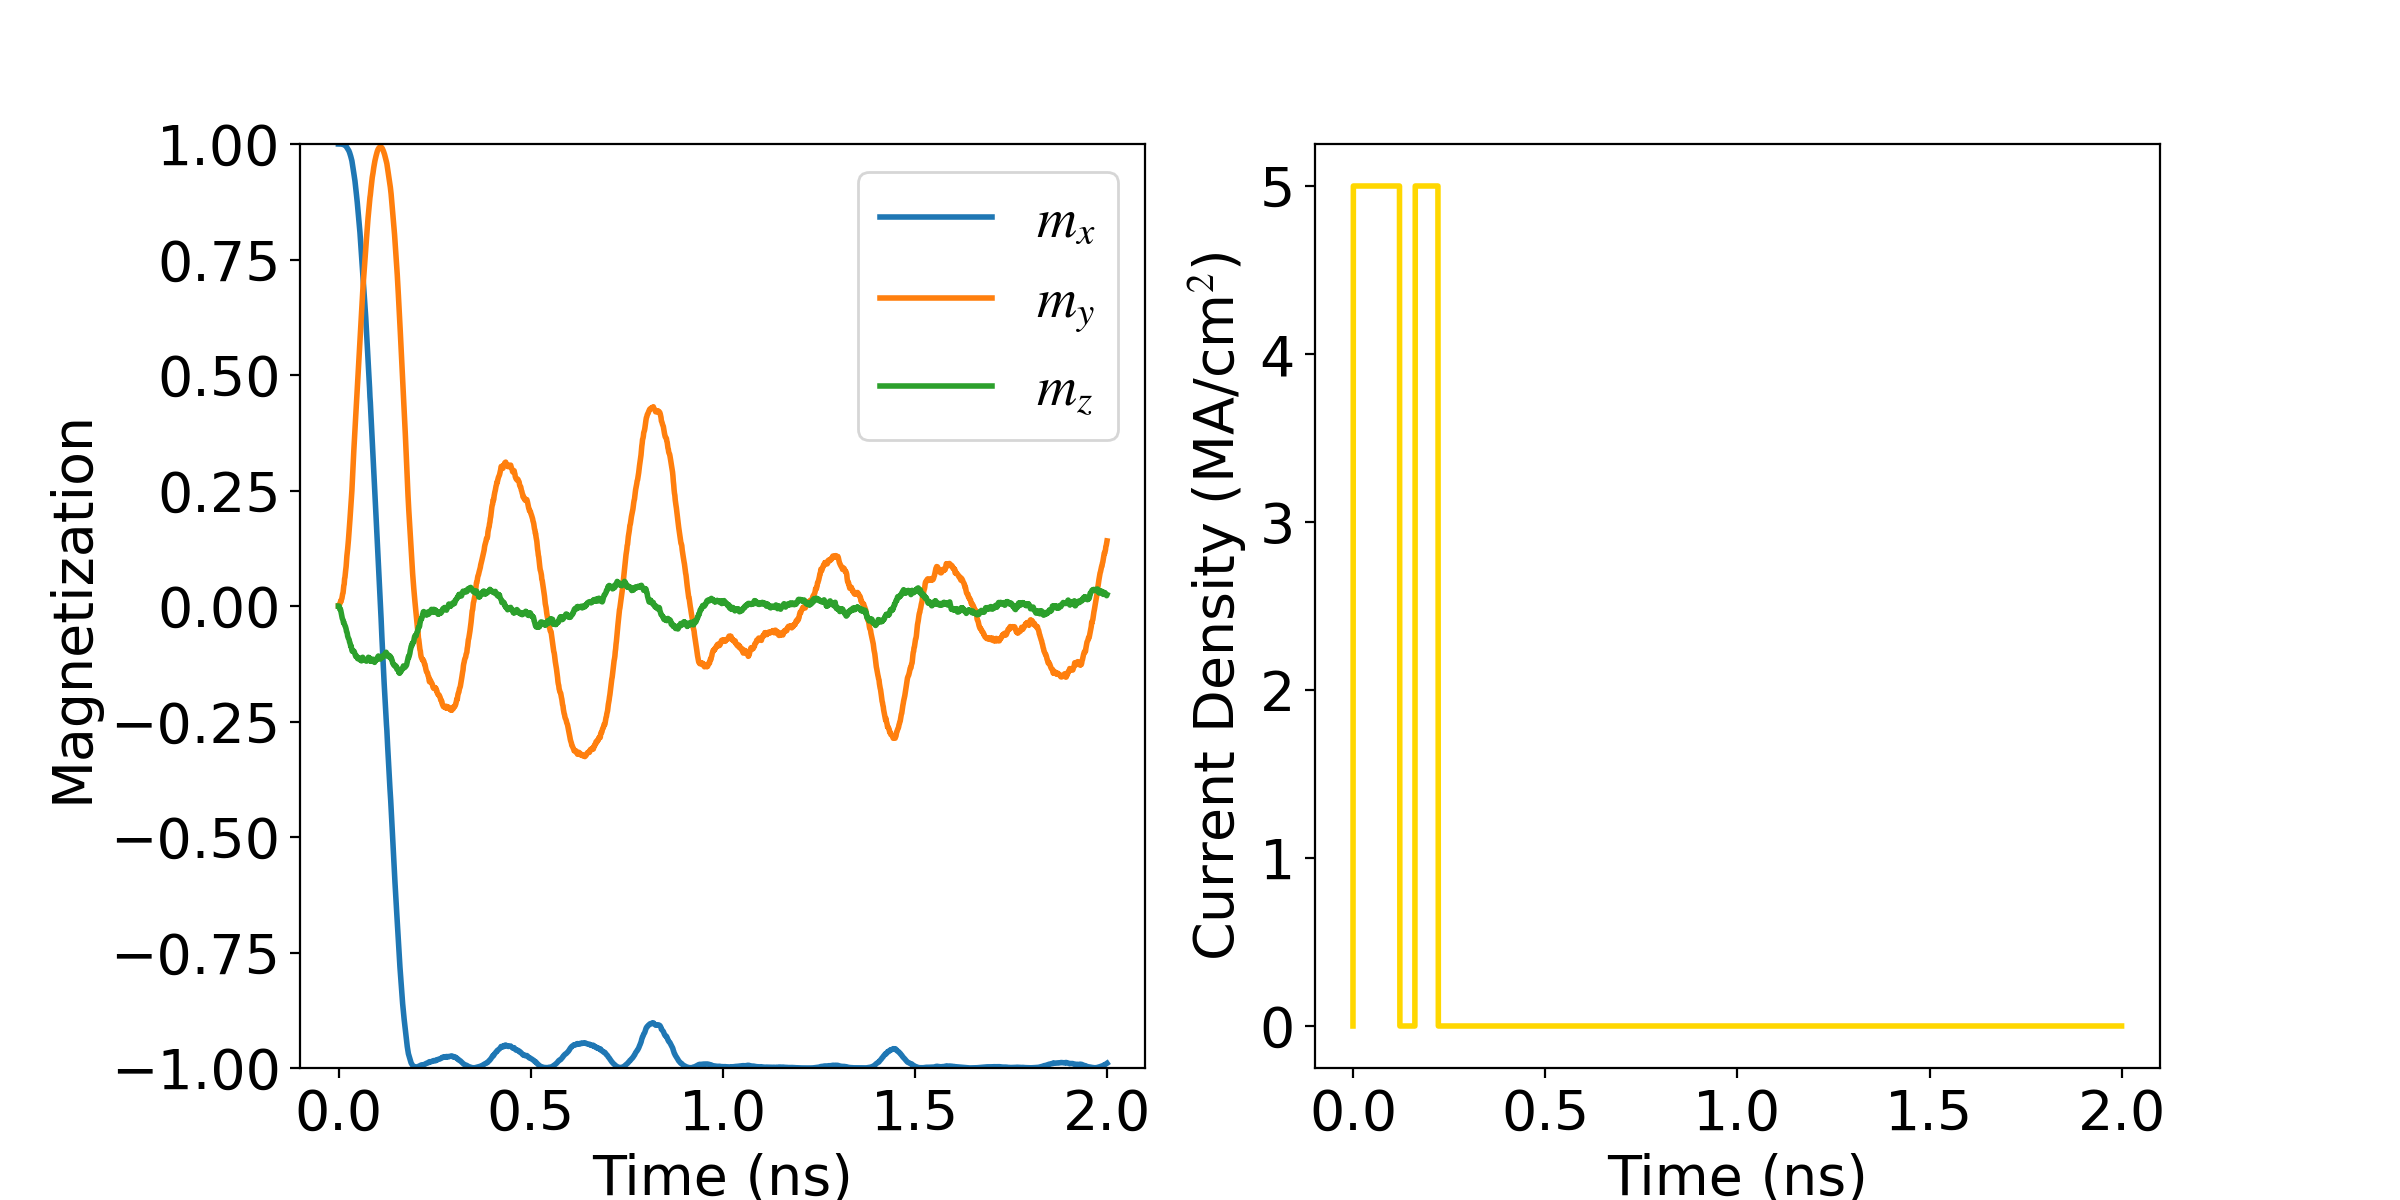 1.00
0.75
0.50
0.25
0.00
−0.25
−0.50
−0.75
−1.00
Magnetization
0.0 0.5 1.0 1.5 2.0
Time (ns)
mₓ
m_y
m_z
5
4
3
2
1
0
Current Density (MA/cm²)
0.0 0.5 1.0 1.5 2.0
Time (ns)